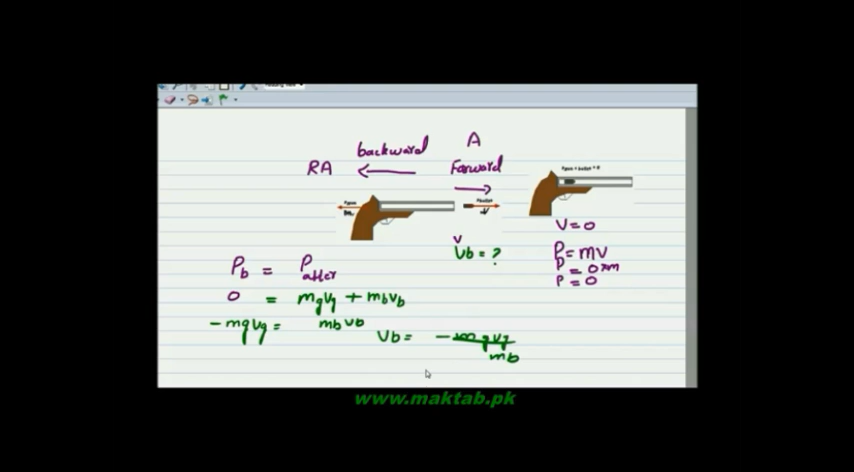 backward
A
RA
Forward
V = 0
Vb = ?
P = mv
P = 0 x m
P = 0
Pb = Pafter
0 = mgvg + mbvb
- mgvg = mbvb
Vb = - mgvg
mb
www.maktab.pk